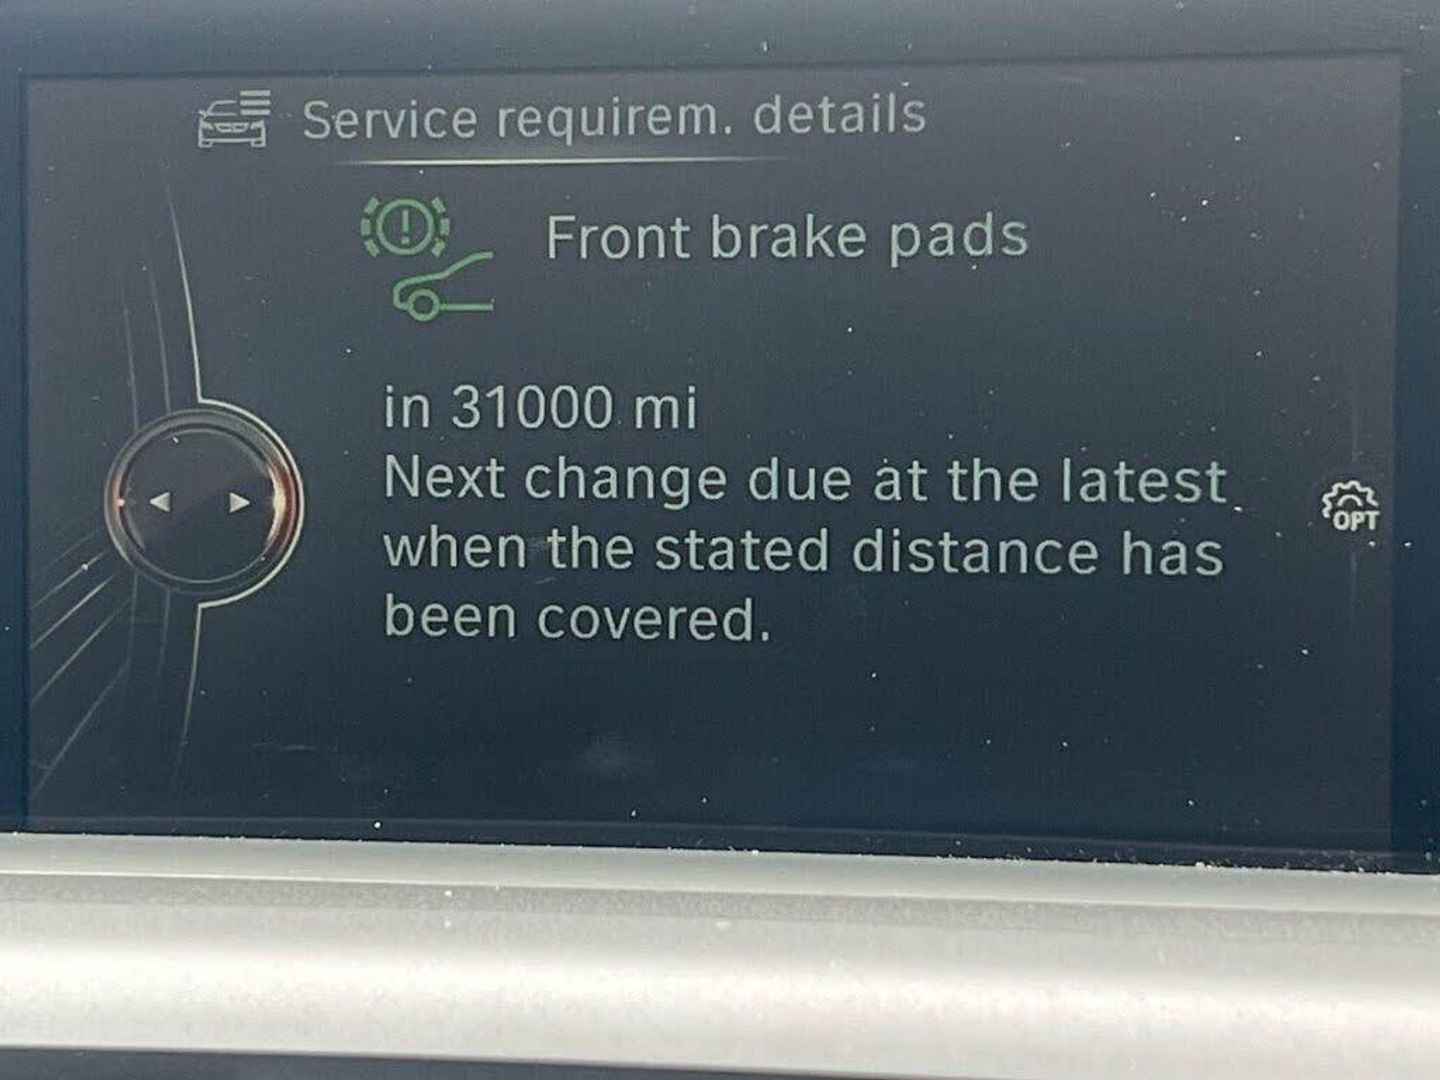 Service requirem. details
Front brake pads
in 31000 mi
Next change due at the latest
when the stated distance has
been covered.
OPT